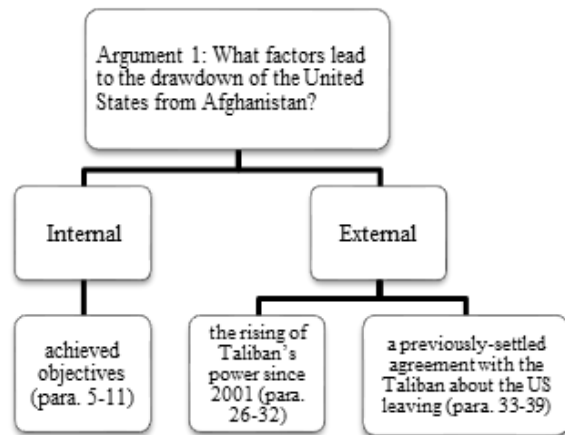 Argument 1: What factors lead
to the drawdown of the United
States from Afghanistan?
Internal
External
achieved
objectives
(para. 5-11)
the rising of
Taliban's
power since
2001 (para.
26-32)
a previously-settled
agreement with the
Taliban about the US
leaving (para. 33-39)